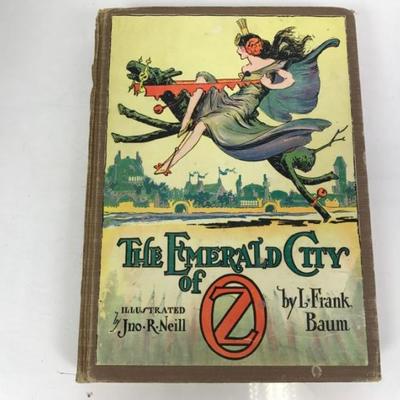 The Emerald City
of OZ
Illustrated
by Jno·R·Neill
by L·Frank
Baum